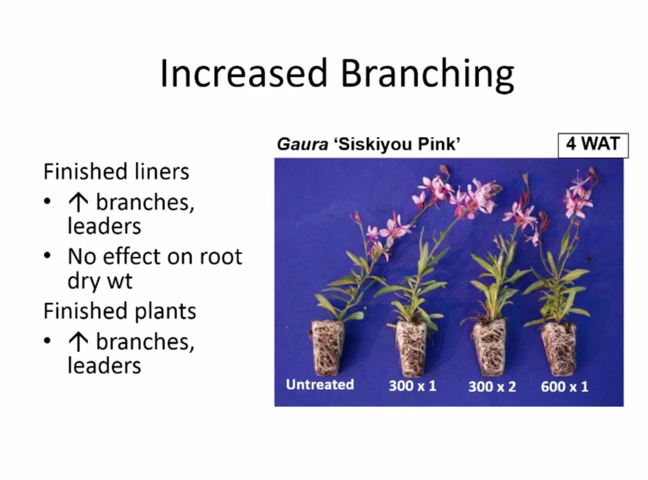 Increased Branching
Gaura ‘Siskiyou Pink’
4 WAT
Finished liners
• ↑ branches,
leaders
• No effect on root
dry wt
Finished plants
• ↑ branches,
leaders
Untreated
300 x 1
300 x 2
600 x 1